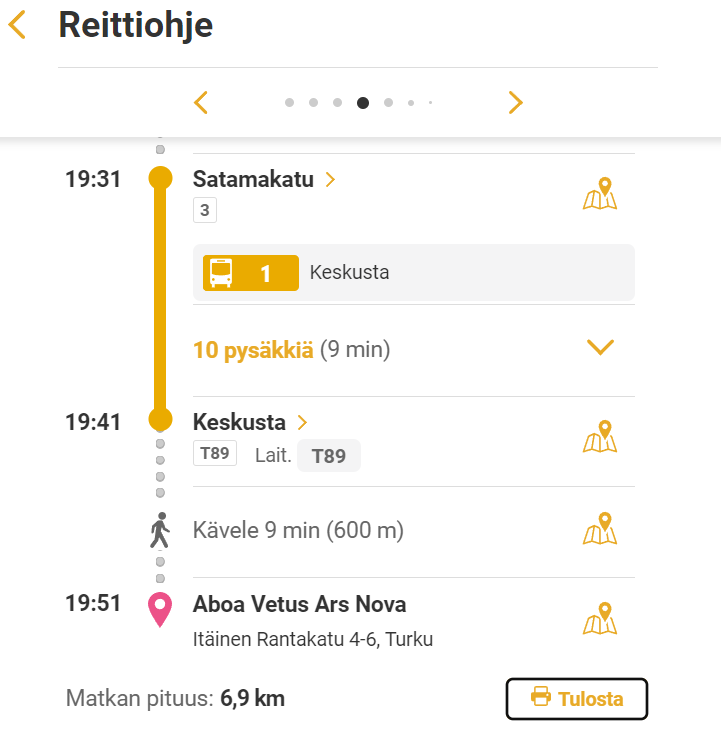 Reittiohje
19:31 Satamakatu
3
1 Keskusta
10 pysäkkiä (9 min)
19:41 Keskusta
T89 Lait. T89
Kävele 9 min (600 m)
19:51 Aboa Vetus Ars Nova
Itäinen Rantakatu 4-6, Turku
Matkan pituus: 6,9 km Tulosta